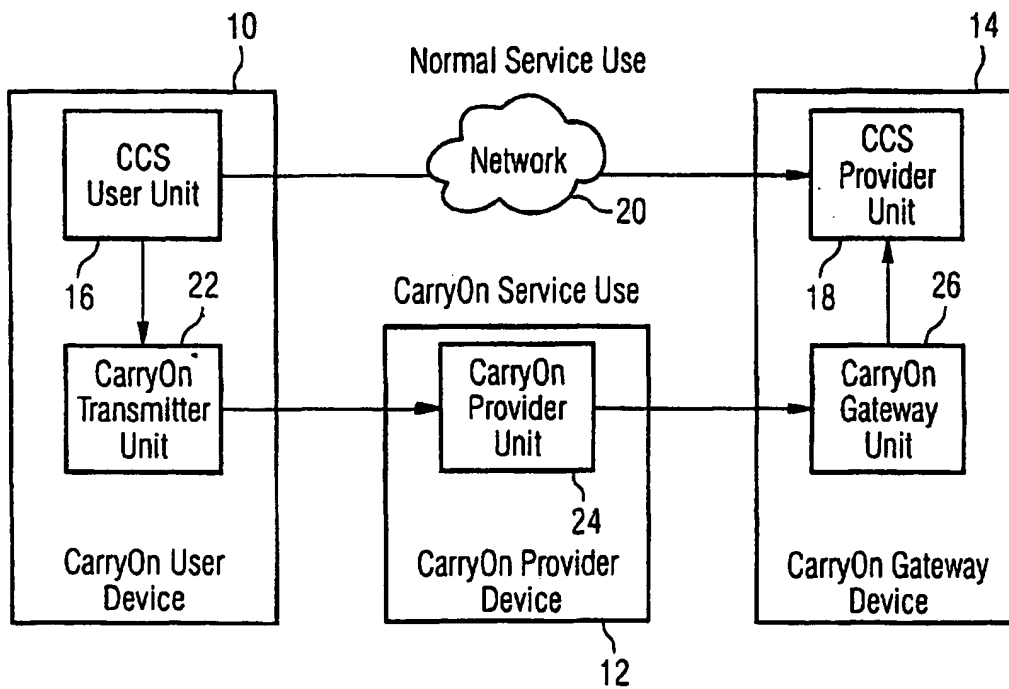 10
14
Normal Service Use
CCS
User Unit
Network
CCS
Provider
Unit
20
16
22
18
26
CarryOn Service Use
CarryOn
Transmitter
Unit
CarryOn
Provider
Unit
CarryOn
Gateway
Unit
24
CarryOn User
Device
CarryOn Provider
Device
CarryOn Gateway
Device
12